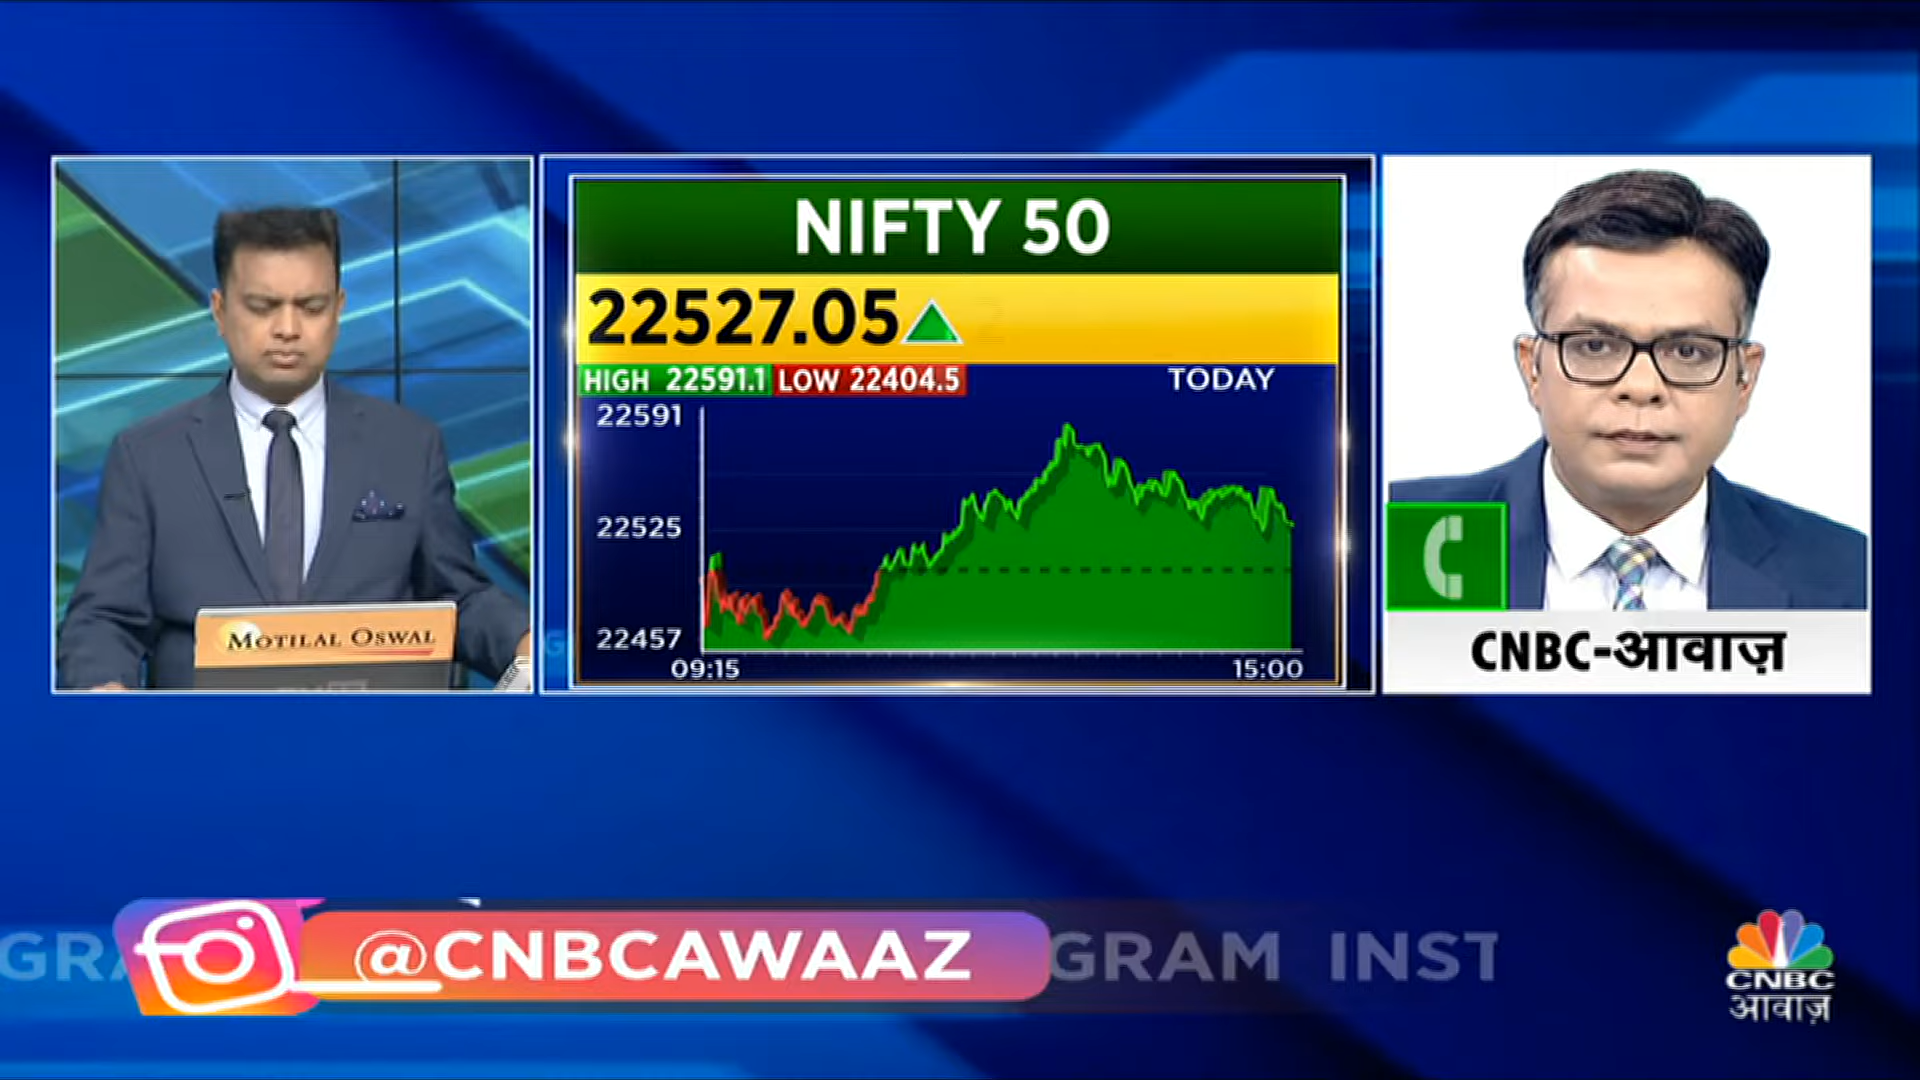 NIFTY 50
22527.05
HIGH 22591.1 LOW 22404.5 TODAY
22591
22525
22457
09:15 15:00
MOTILAL OSWAL
CNBC-आवाज़
GRA @CNBCAWAAZ GRAM INST
CNBC
आवाज़